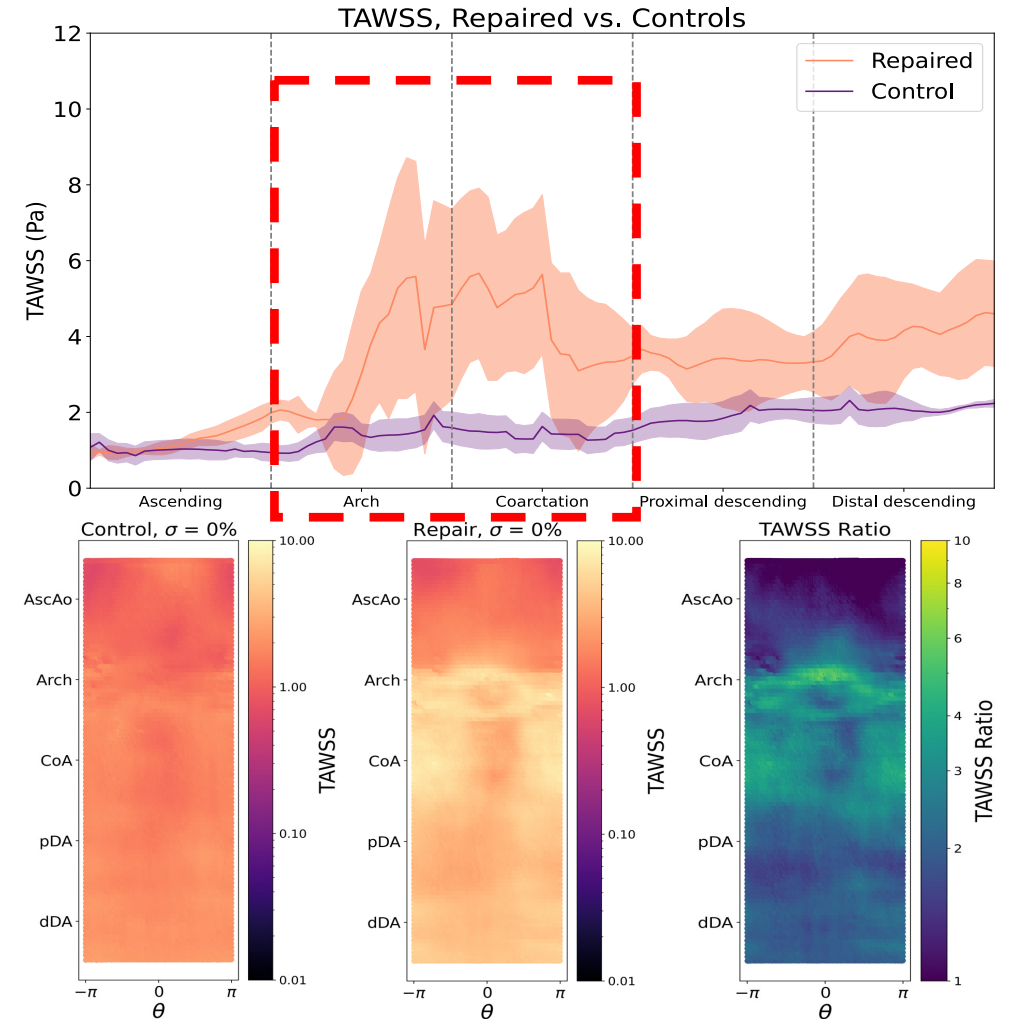 TAWSS, Repaired vs. Controls
12
10
8
6
4
2
0
TAWSS (Pa)
Repaired
Control
Ascending
Arch
Coarctation
Proximal descending
Distal descending
Control, σ = 0%
AscAo
Arch
CoA
pDA
dDA
−π
0
π
θ
10.00
1.00
0.10
0.01
TAWSS
Repair, σ = 0%
AscAo
Arch
CoA
pDA
dDA
−π
0
π
θ
10.00
1.00
0.10
0.01
TAWSS
TAWSS Ratio
AscAo
Arch
CoA
pDA
dDA
−π
0
π
θ
10
8
6
4
3
2
1
TAWSS Ratio